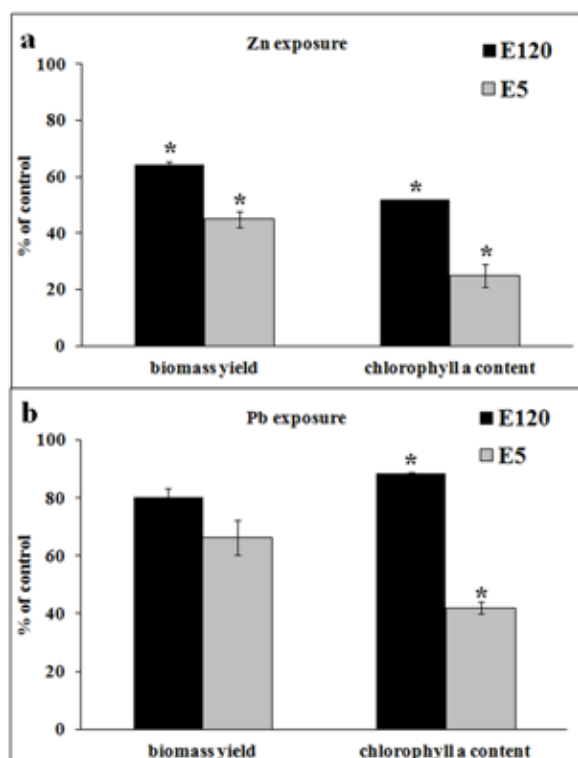 a
Zn exposure
E120
E5
100
80
60
40
20
0
% of control
*
*
*
*
biomass yield
chlorophyll a content
b
Pb exposure
E120
E5
100
80
60
40
20
0
% of control
*
*
biomass yield
chlorophyll a content